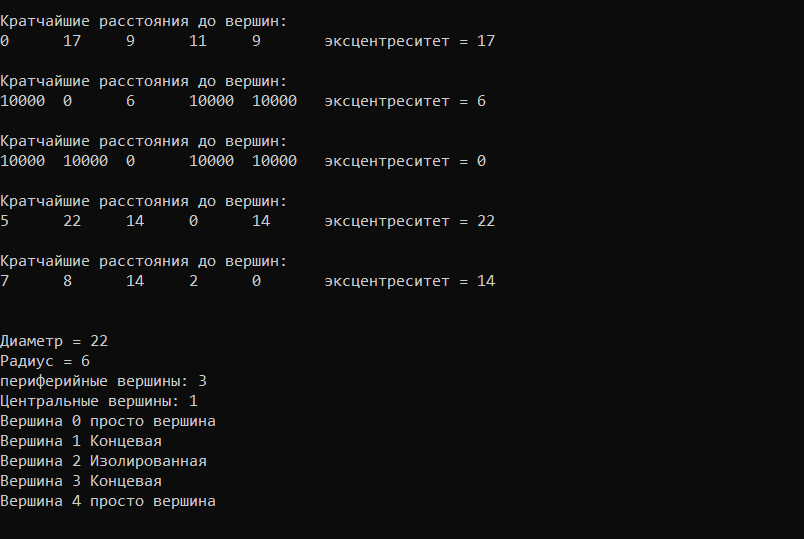 Кратчайшие расстояния до вершин:
0 17 9 11 9 эксцентреситет = 17
Кратчайшие расстояния до вершин:
10000 0 6 10000 10000 эксцентреситет = 6
Кратчайшие расстояния до вершин:
10000 10000 0 10000 10000 эксцентреситет = 0
Кратчайшие расстояния до вершин:
5 22 14 0 14 эксцентреситет = 22
Кратчайшие расстояния до вершин:
7 8 14 2 0 эксцентреситет = 14
Диаметр = 22
Радиус = 6
периферийные вершины: 3
Центральные вершины: 1
Вершина 0 просто вершина
Вершина 1 Концевая
Вершина 2 Изолированная
Вершина 3 Концевая
Вершина 4 просто вершина